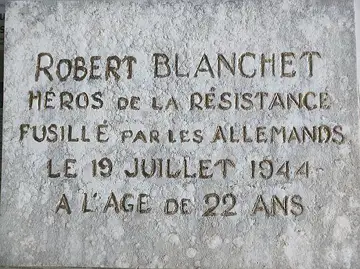 ROBERT BLANCHET
HÉROS DE LA RÉSISTANCE
FUSILLÉ PAR LES ALLEMANDS
LE 19 JUILLET 1944
A L'AGE DE 22 ANS